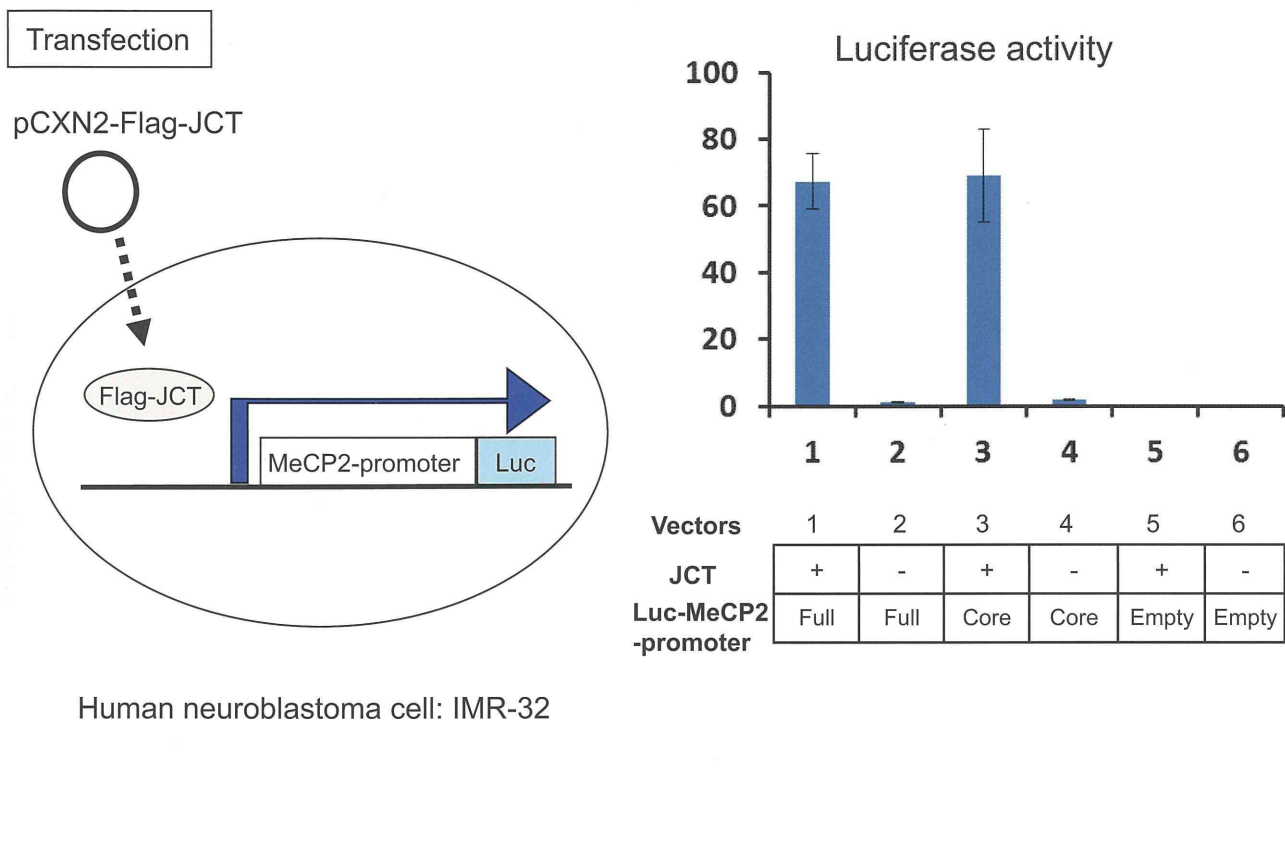 Transfection
pCXN2-Flag-JCT
Flag-JCT
MeCP2-promoter Luc
Human neuroblastoma cell: IMR-32
Luciferase activity
100
80
60
40
20
0
1 2 3 4 5 6
Vectors 1 2 3 4 5 6
JCT + - + - + -
Luc-MeCP2
-promoter Full Full Core Core Empty Empty